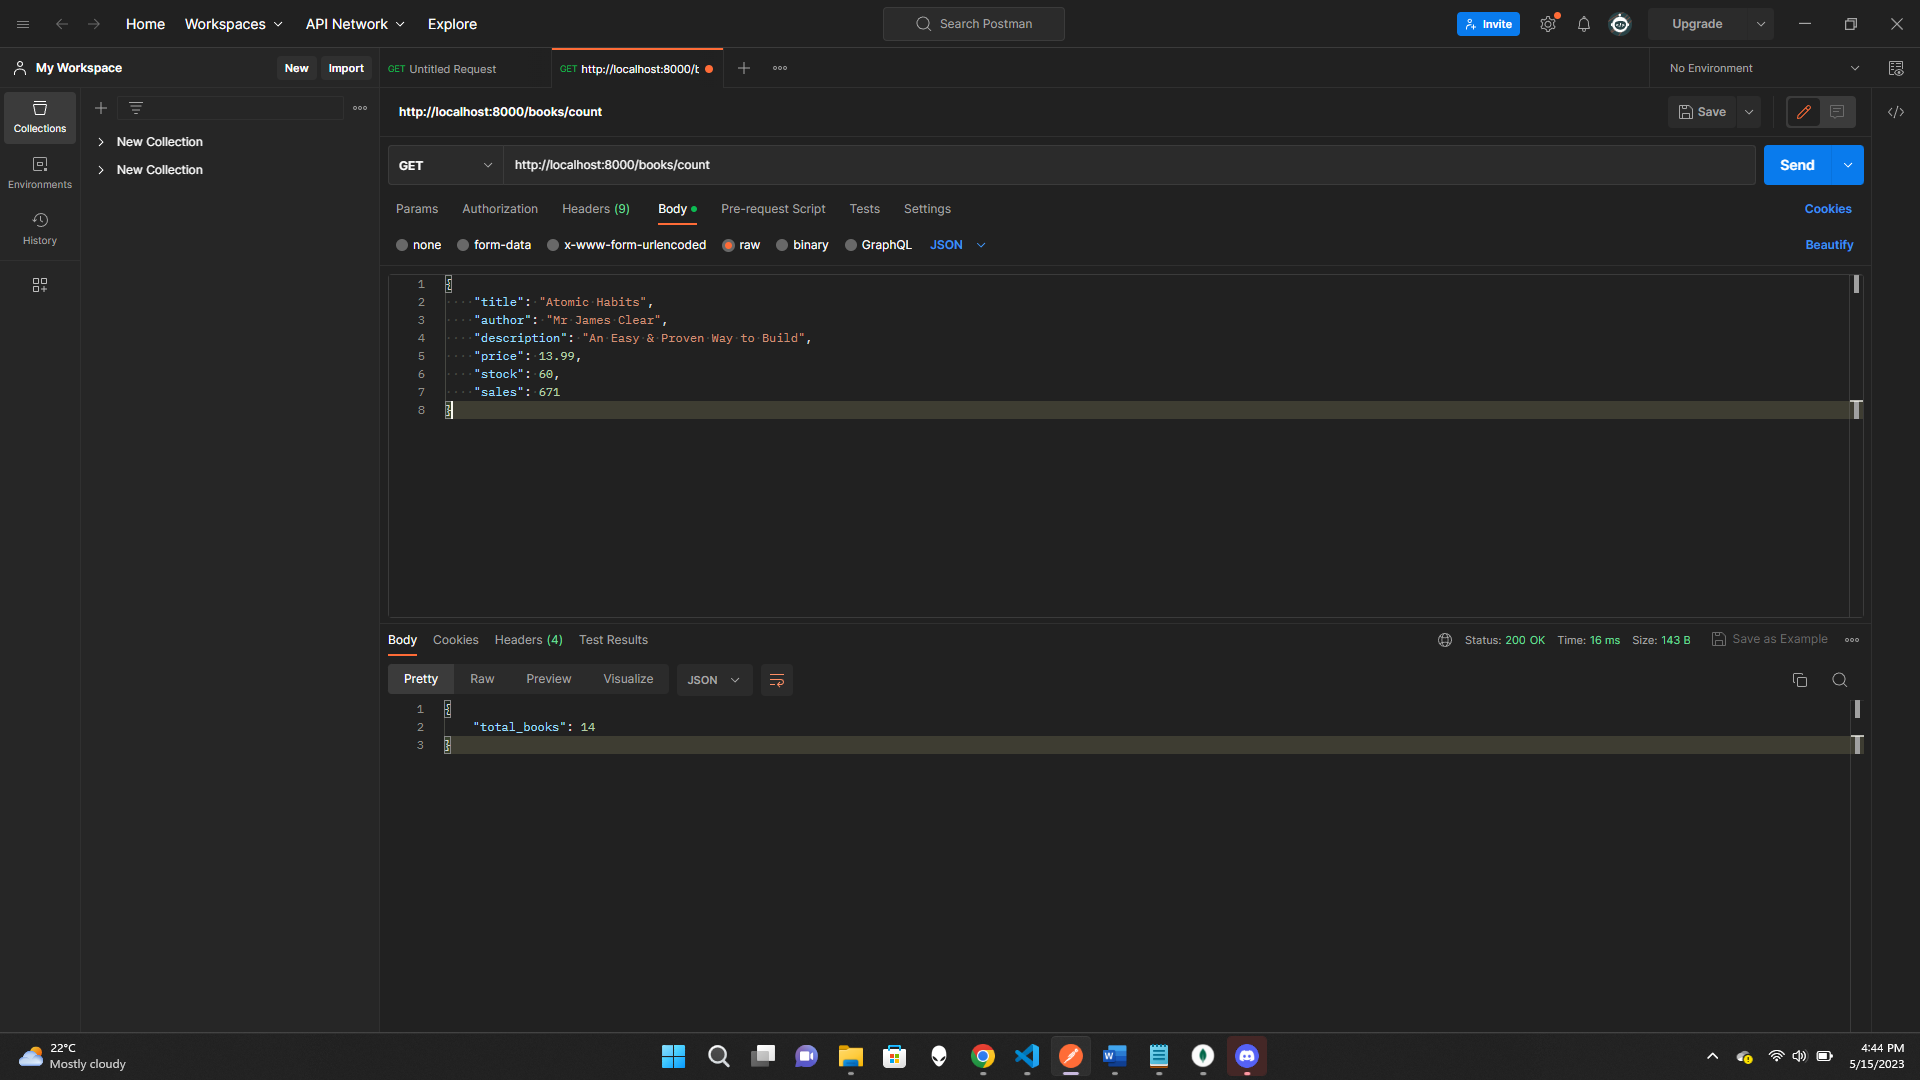 Home Workspaces API Network Explore Search Postman Invite Upgrade
My Workspace New Import GET Untitled Request GET http://localhost:8000/b No Environment
Collections
Environments
History
New Collection
New Collection
http://localhost:8000/books/count Save
GET http://localhost:8000/books/count Send
Params Authorization Headers (9) Body Pre-request Script Tests Settings Cookies
none form-data x-www-form-urlencoded raw binary GraphQL JSON Beautify
1 {
2 "title": "Atomic Habits",
3 "author": "Mr James Clear",
4 "description": "An Easy & Proven Way to Build",
5 "price": 13.99,
6 "stock": 60,
7 "sales": 671
8 }
Body Cookies Headers (4) Test Results Status: 200 OK Time: 16 ms Size: 143 B Save as Example
Pretty Raw Preview Visualize JSON
1 {
2 "total_books": 14
3 }
22°C
Mostly cloudy
4:44 PM
5/15/2023